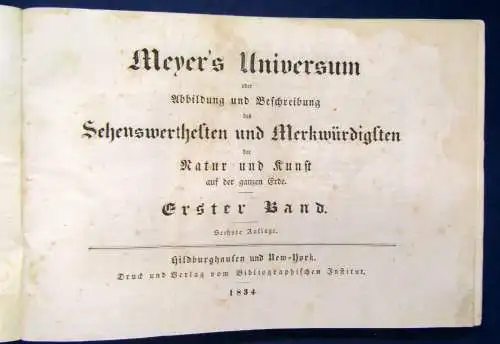 Meyer's Universum
oder
Abbildung und Beschreibung
des
Sehenswerthesten und Merkwürdigsten
der
Natur und Kunst
auf der ganzen Erde.
Erster Band.
Sechste Auflage.
Hildburghausen und New-York.
Druck und Verlag vom Bibliographischen Institut.
1834